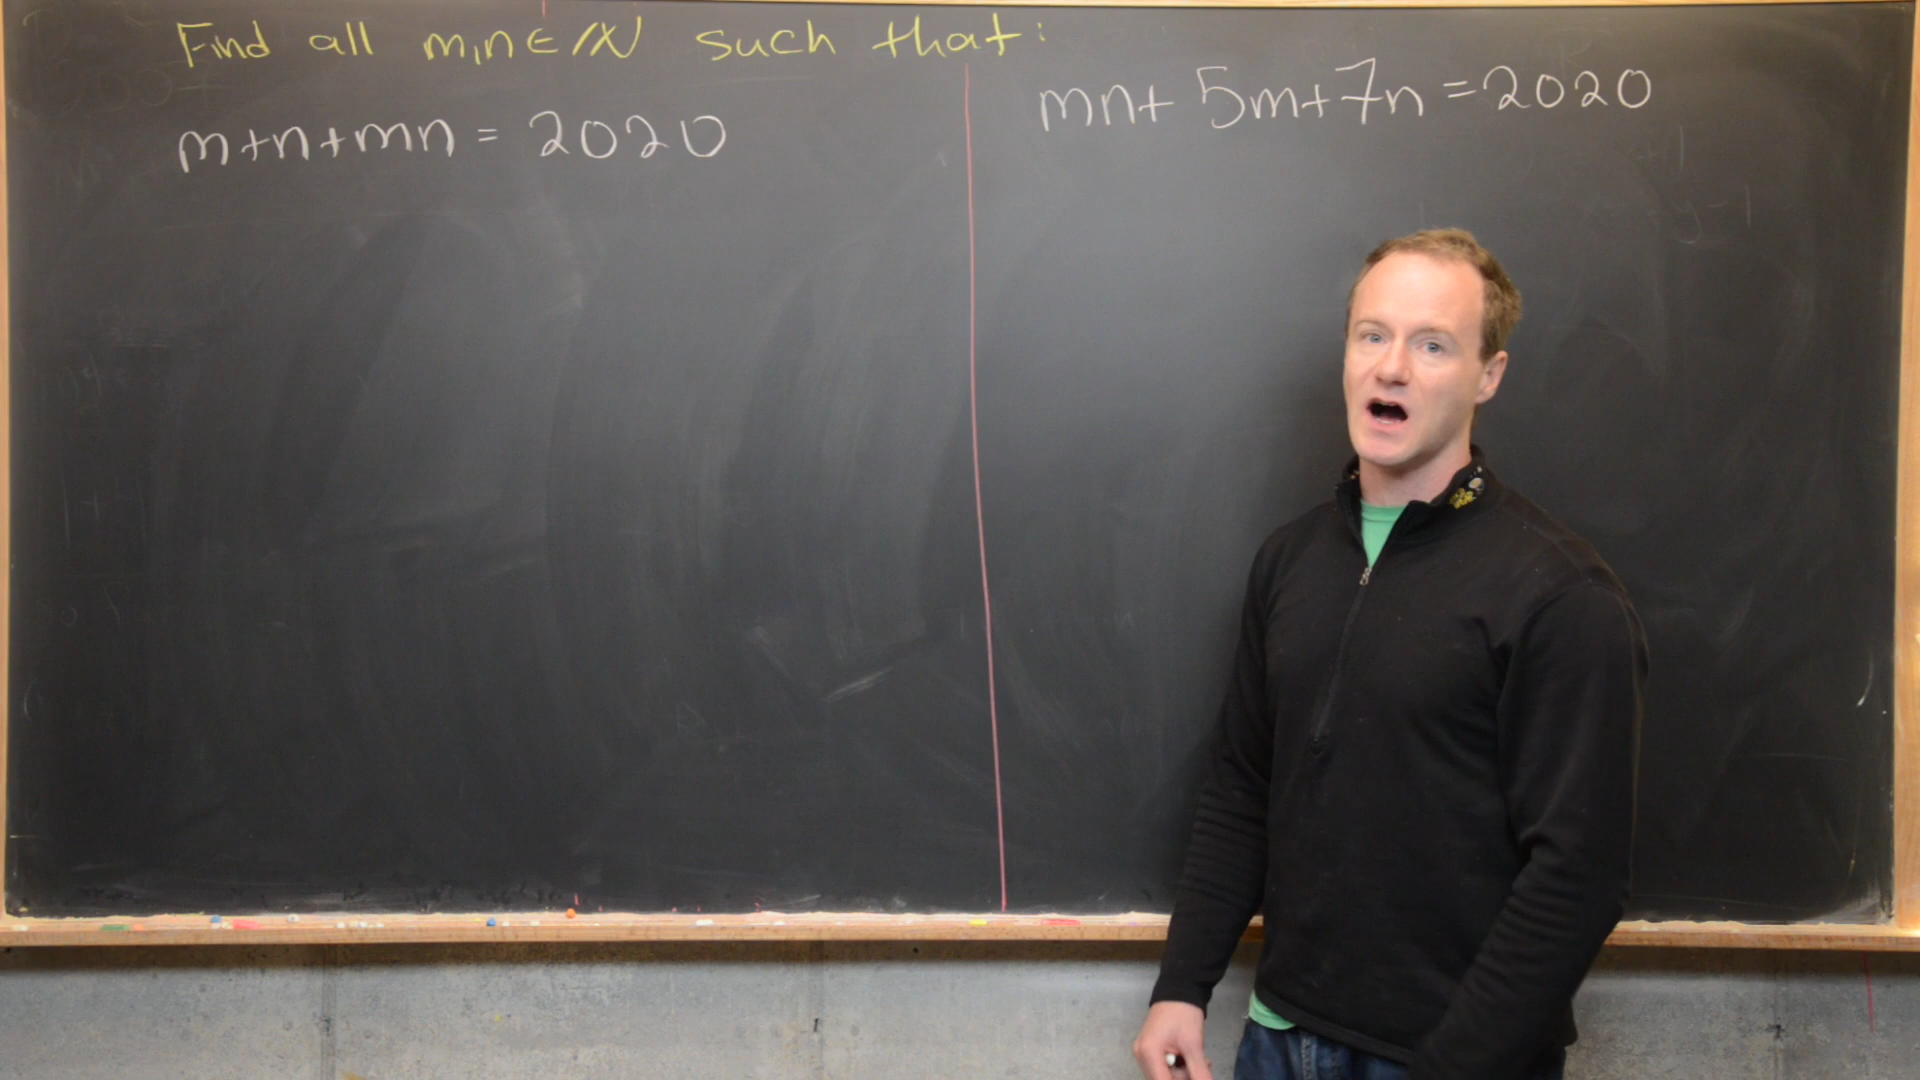 Find all m,n∈ℕ such that:
m+n+mn = 2020
mn+5m+7n=2020